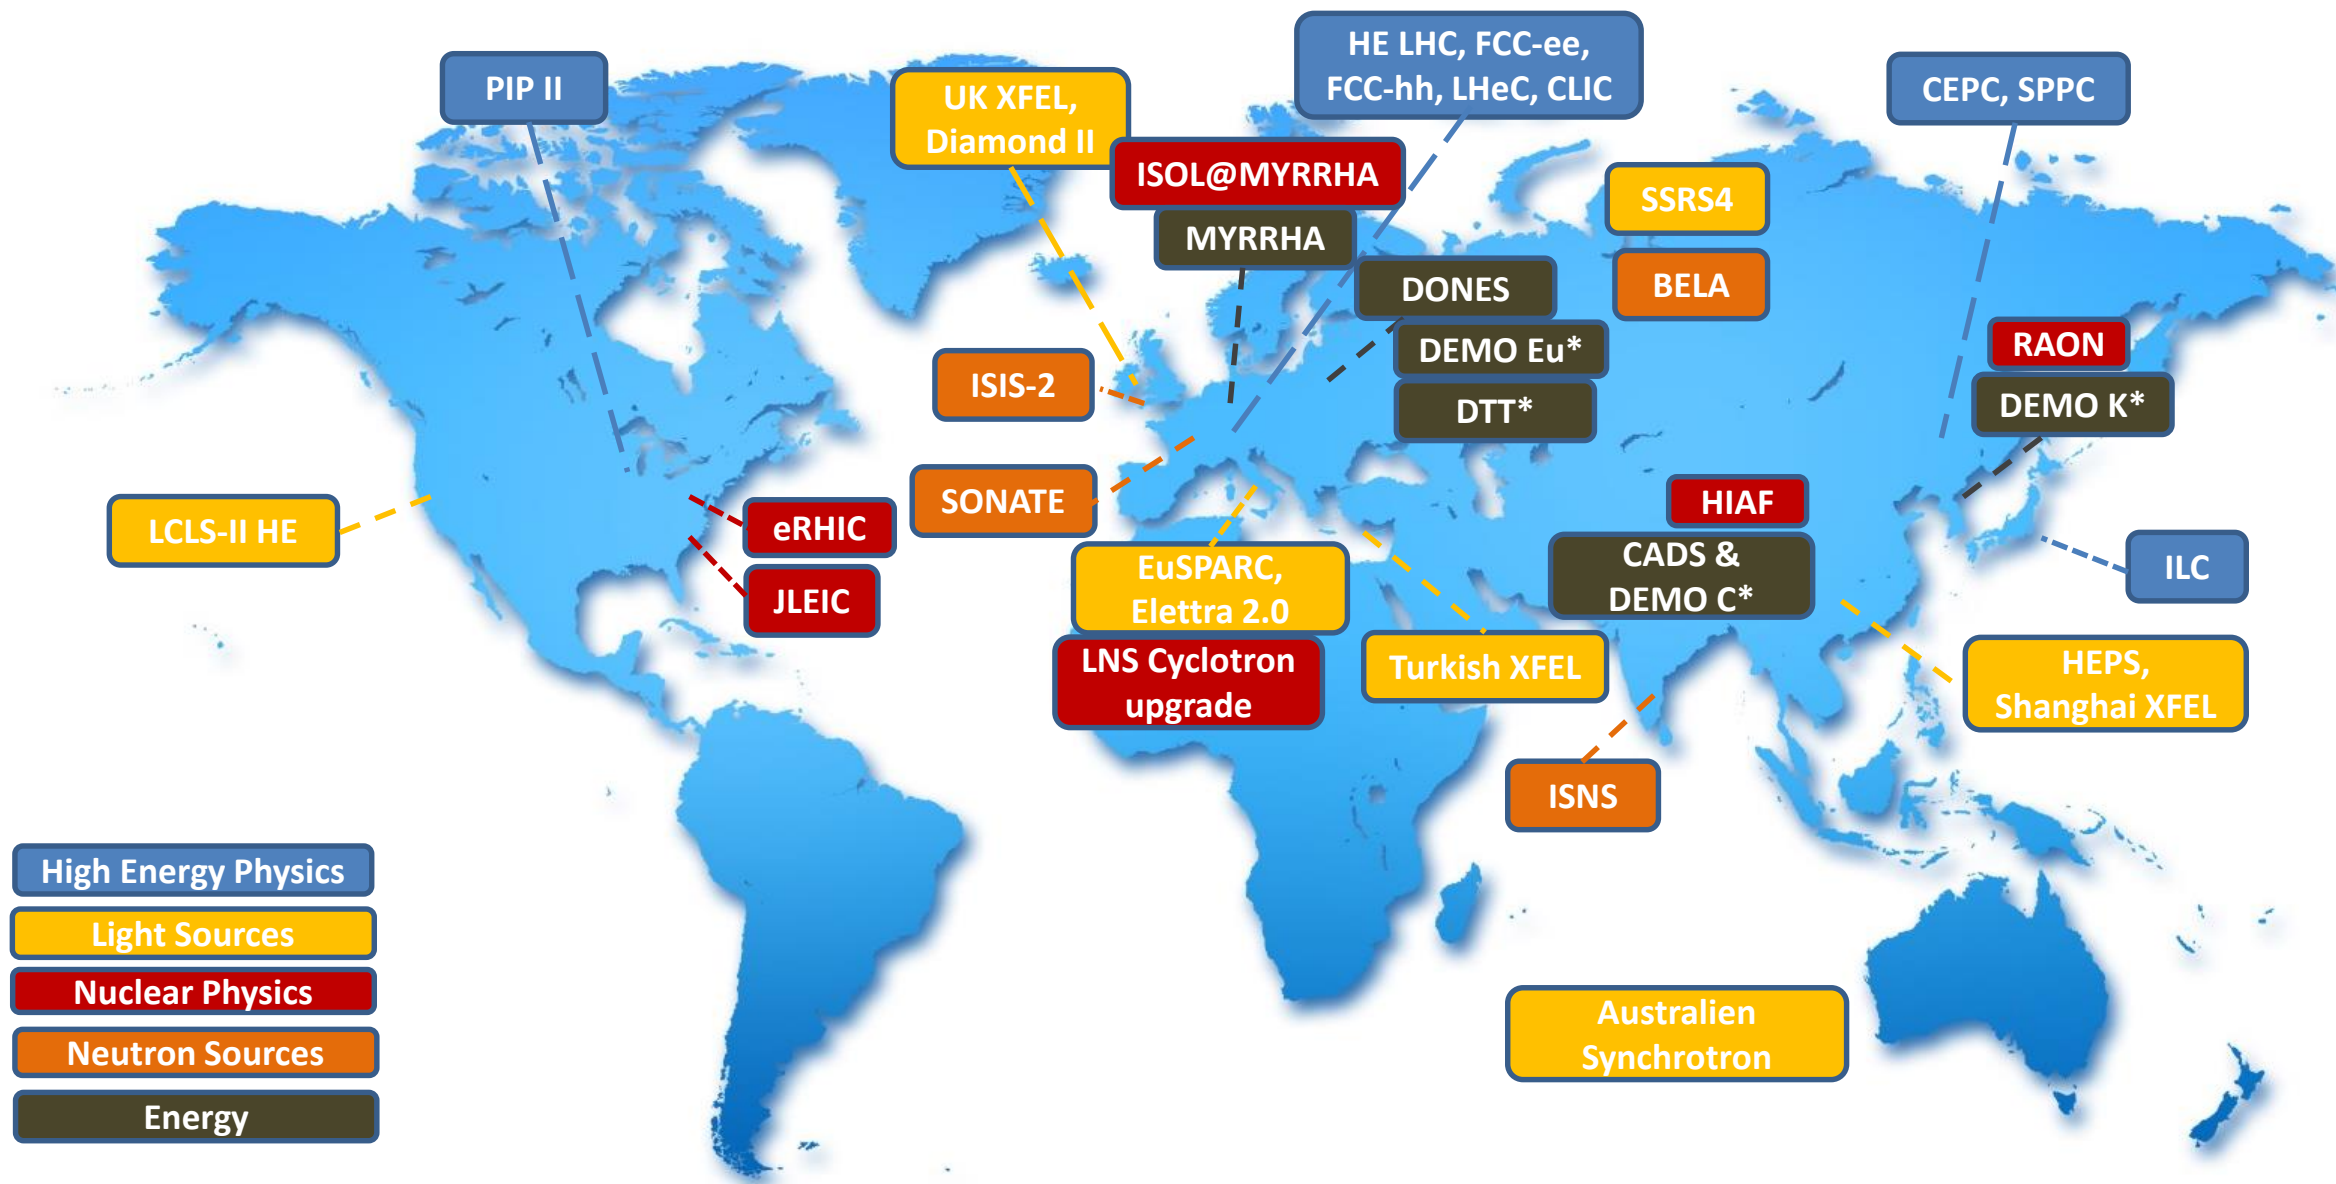 PIP II
UK XFEL,
Diamond II
HE LHC, FCC-ee,
FCC-hh, LHeC, CLIC
CEPC, SPPC
ISOL@MYRRHA
MYRRHA
SSRS4
BELA
DONES
DEMO Eu*
DTT*
RAON
DEMO K*
ISIS-2
SONATE
LCLS-II HE
eRHIC
JLEIC
HIAF
CADS &
DEMO C*
ILC
EuSPARC,
Elettra 2.0
LNS Cyclotron
upgrade
Turkish XFEL
HEPS,
Shanghai XFEL
ISNS
Australien
Synchrotron
High Energy Physics
Light Sources
Nuclear Physics
Neutron Sources
Energy